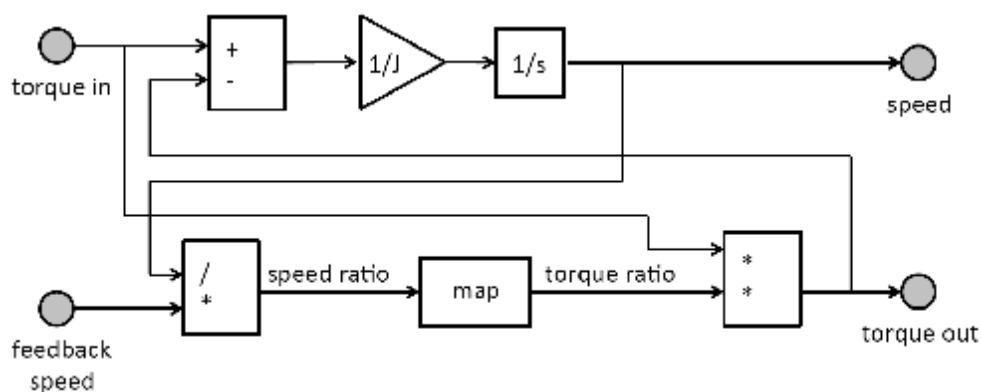 +
-
1/J
1/s
torque in
speed
/
*
speed ratio
map
torque ratio
*
*
feedback
speed
torque out